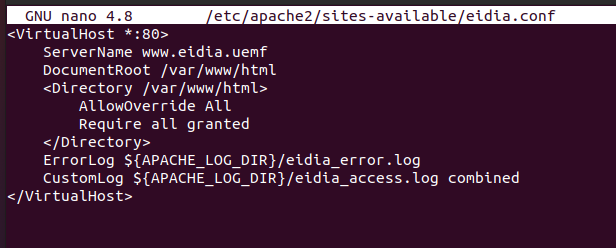 GNU nano 4.8 /etc/apache2/sites-available/eidia.conf
<VirtualHost *:80>
    ServerName www.eidia.uemf
    DocumentRoot /var/www/html
    <Directory /var/www/html>
        AllowOverride All
        Require all granted
    </Directory>
    ErrorLog ${APACHE_LOG_DIR}/eidia_error.log
    CustomLog ${APACHE_LOG_DIR}/eidia_access.log combined
</VirtualHost>